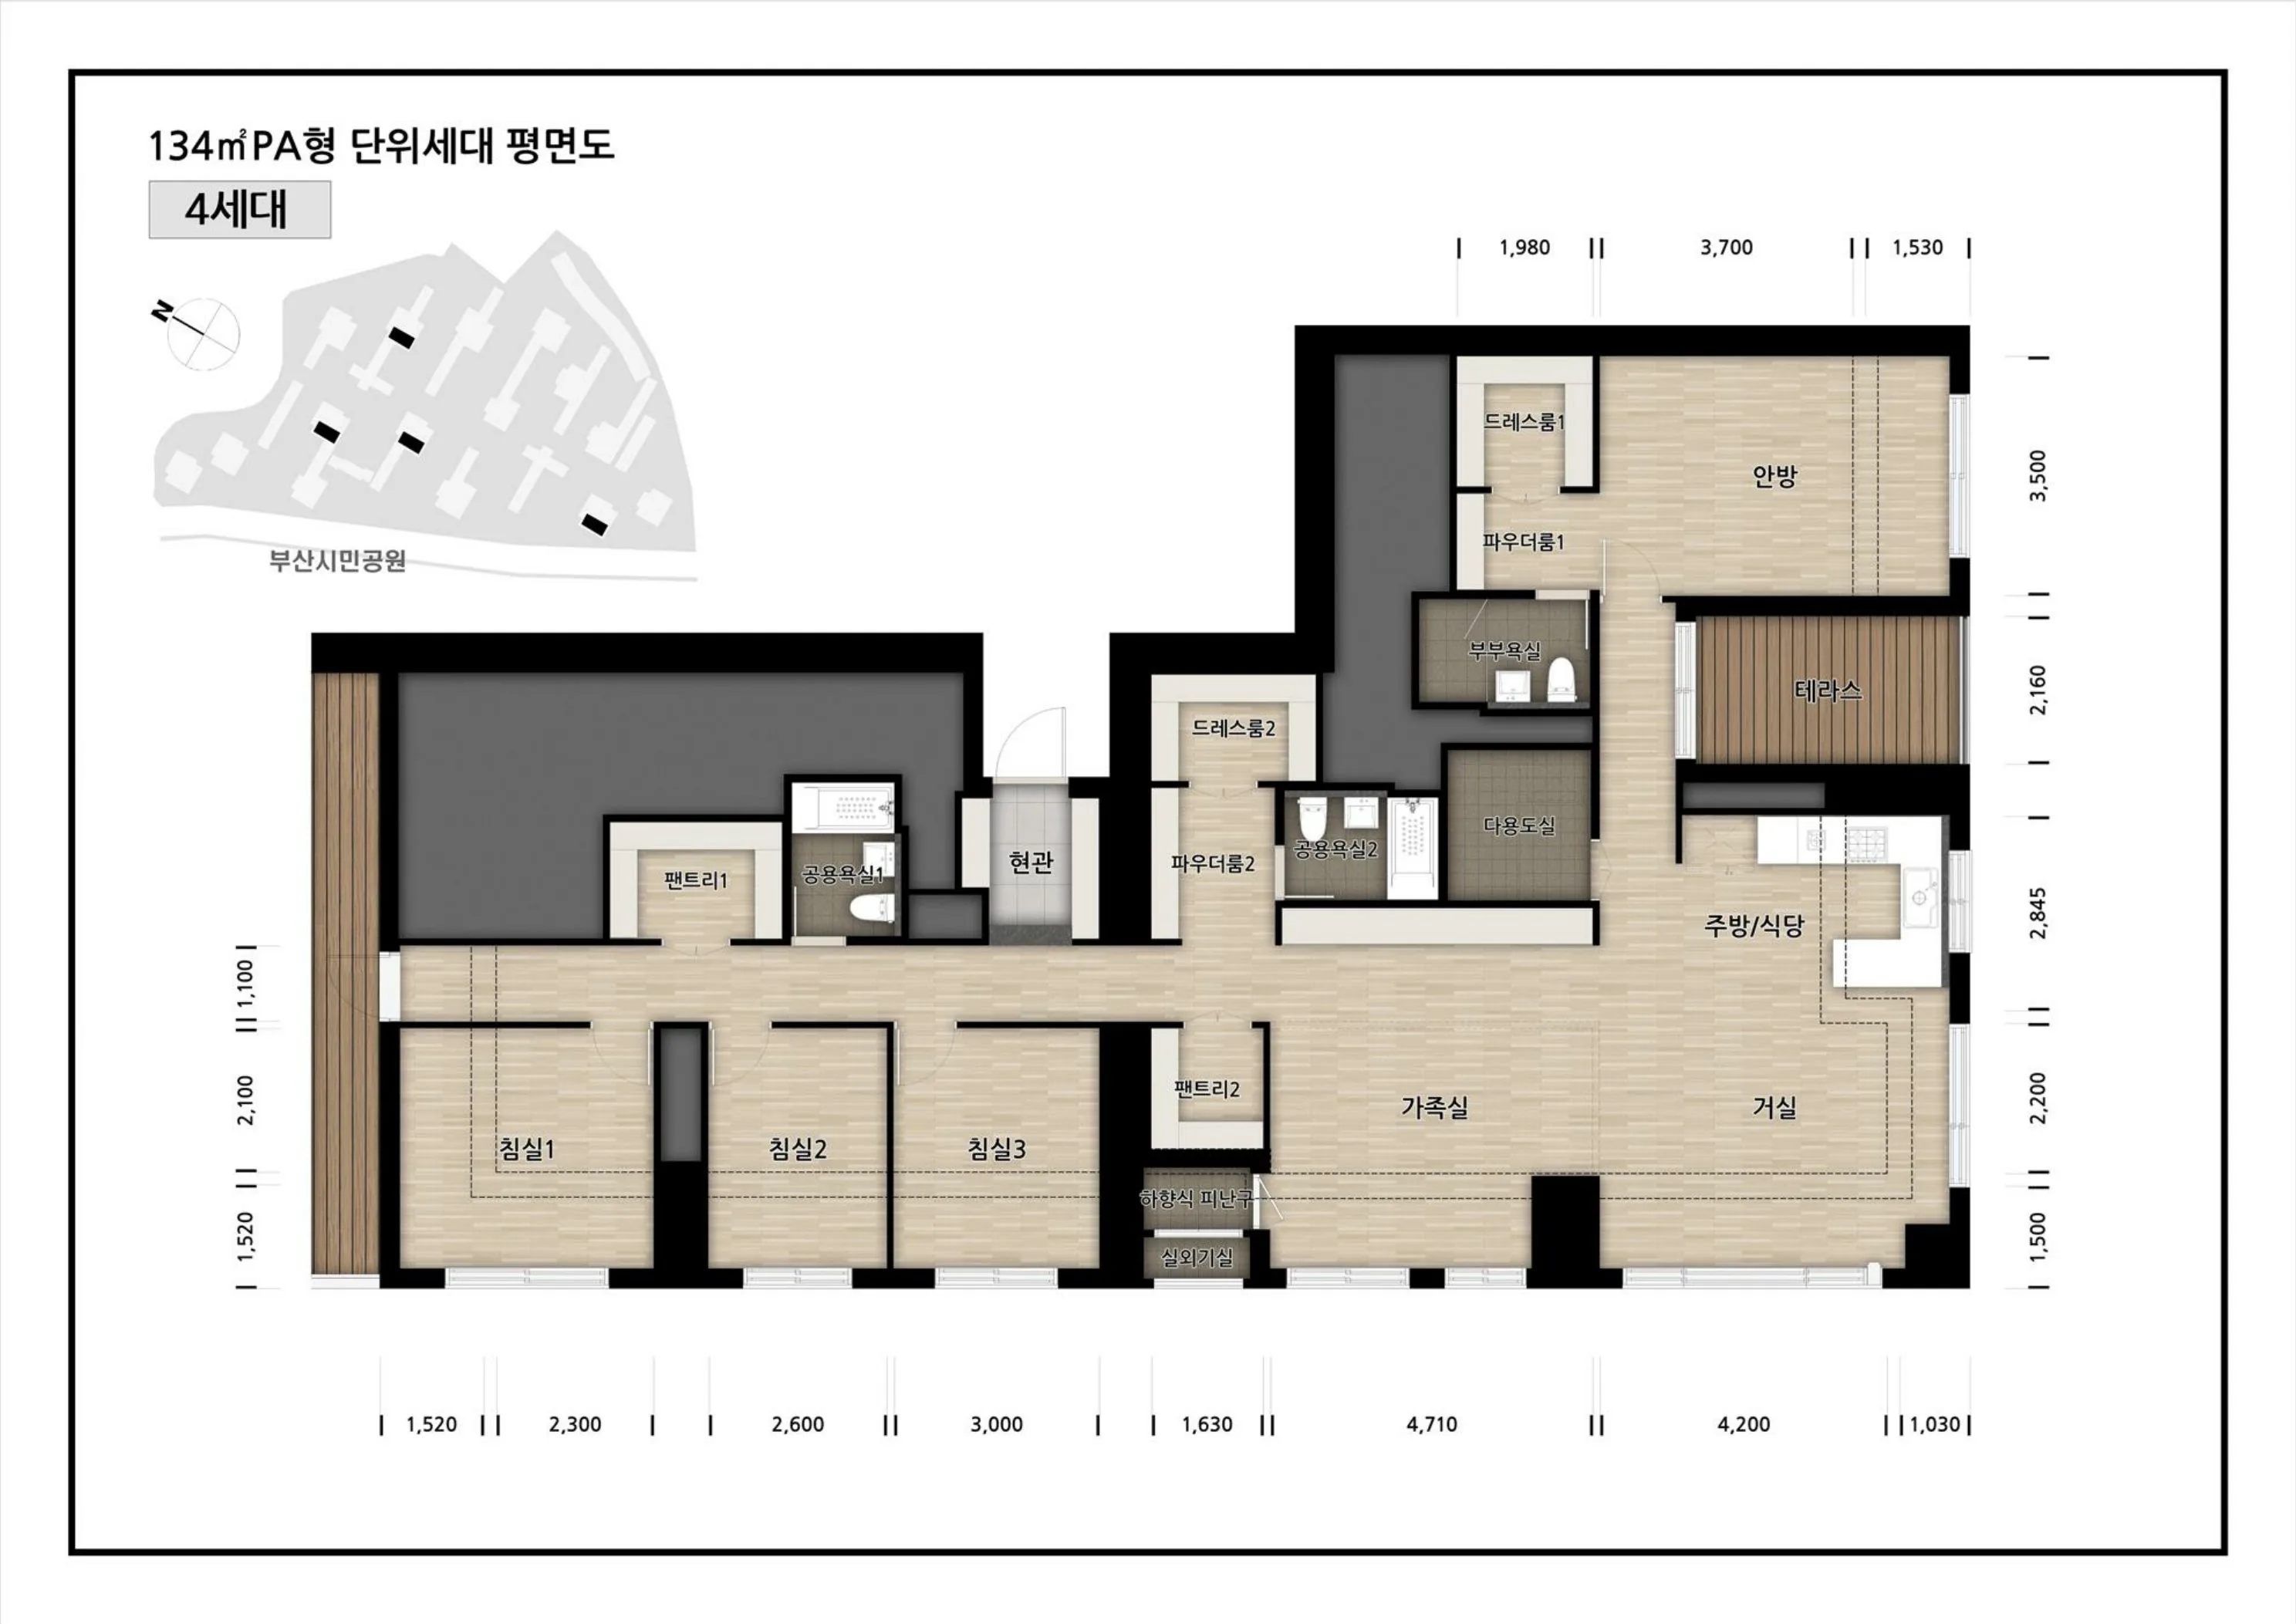 134㎡PA형 단위세대 평면도
4세대
N
부산시민공원
1,980
3,700
1,530
드레스룸1
안방
3,500
파우더룸1
부부욕실
테라스
2,160
드레스룸2
다용도실
공용욕실2
파우더룸2
현관
공용욕실1
팬트리1
주방/식당
2,845
1,100
2,100
1,520
팬트리2
가족실
거실
2,200
침실1
침실2
침실3
하향식 피난구
실외기실
1,500
1,520
2,300
2,600
3,000
1,630
4,710
4,200
1,030